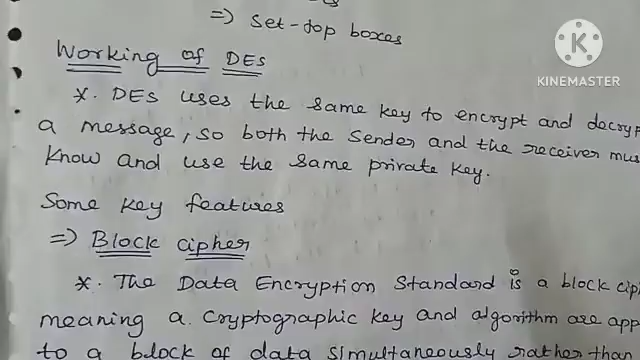 => Set-top boxes
Working of DES
*. DES uses the same key to encrypt and decryp
a message, so both the sender and the receiver mus
know and use the same private key.
Some key features
=> Block cipher
*. The Data Encryption Standard is a block cip
meaning a cryptographic key and algorithm are app
to a block of data simultaneously rather than
KINEMASTER